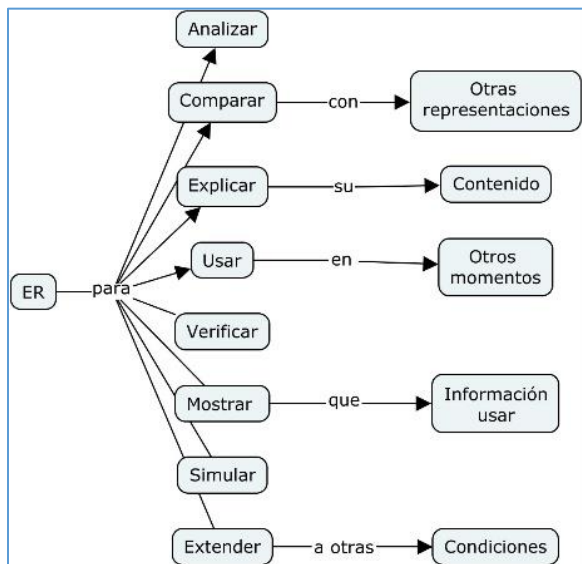 Analizar
Comparar
con
Otras
representaciones
Explicar
su
Contenido
Usar
en
Otros
momentos
ER
para
Verificar
Mostrar
que
Información
usar
Simular
Extender
a otras
Condiciones